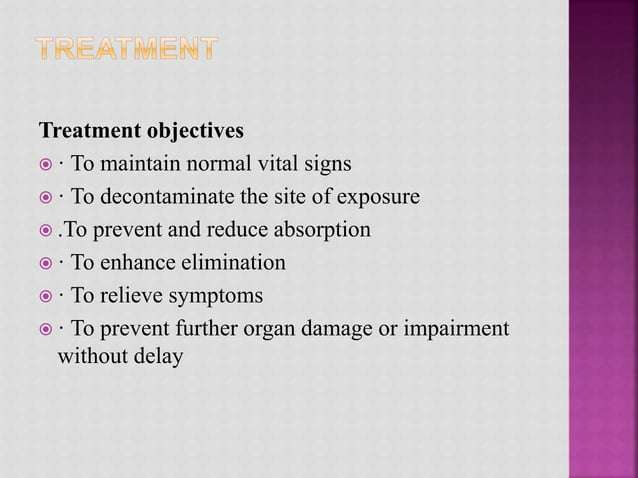 TREATMENT
Treatment objectives
· To maintain normal vital signs
· To decontaminate the site of exposure
.To prevent and reduce absorption
· To enhance elimination
· To relieve symptoms
· To prevent further organ damage or impairment
without delay